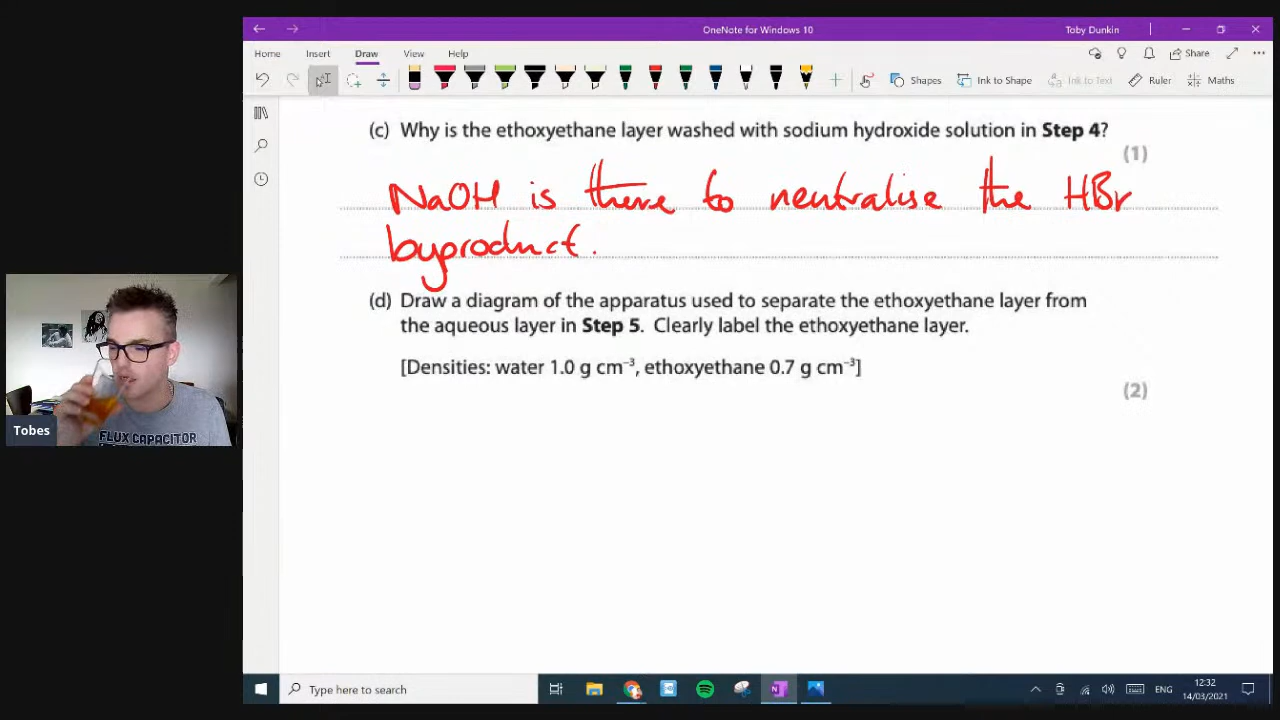 OneNote for Windows 10
Toby Dunkin
Home Insert Draw View Help
Share
Shapes Ink to Shape Ink to Text Ruler Maths
(c) Why is the ethoxyethane layer washed with sodium hydroxide solution in Step 4?
(1)
NaOH is there to neutralise the HBr
byproduct.
(d) Draw a diagram of the apparatus used to separate the ethoxyethane layer from
the aqueous layer in Step 5. Clearly label the ethoxyethane layer.
[Densities: water 1.0 g cm⁻³, ethoxyethane 0.7 g cm⁻³]
(2)
FLUX CAPACITOR
Tobes
Type here to search
ENG
12:32
14/03/2021